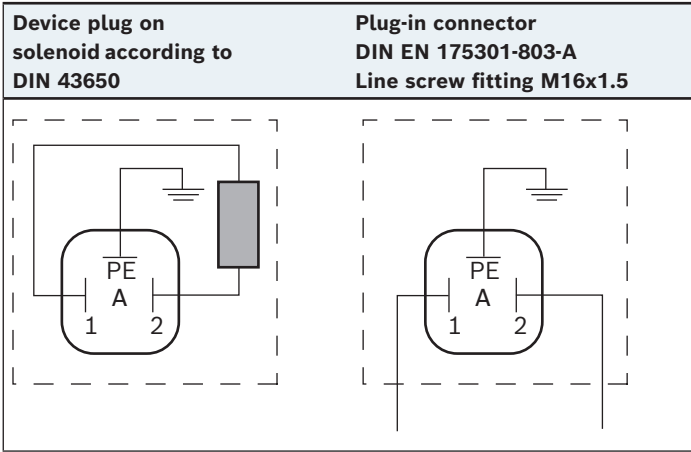 Device plug on
solenoid according to
DIN 43650
Plug-in connector
DIN EN 175301-803-A
Line screw fitting M16x1.5
PE
A
1 2
PE
A
1 2